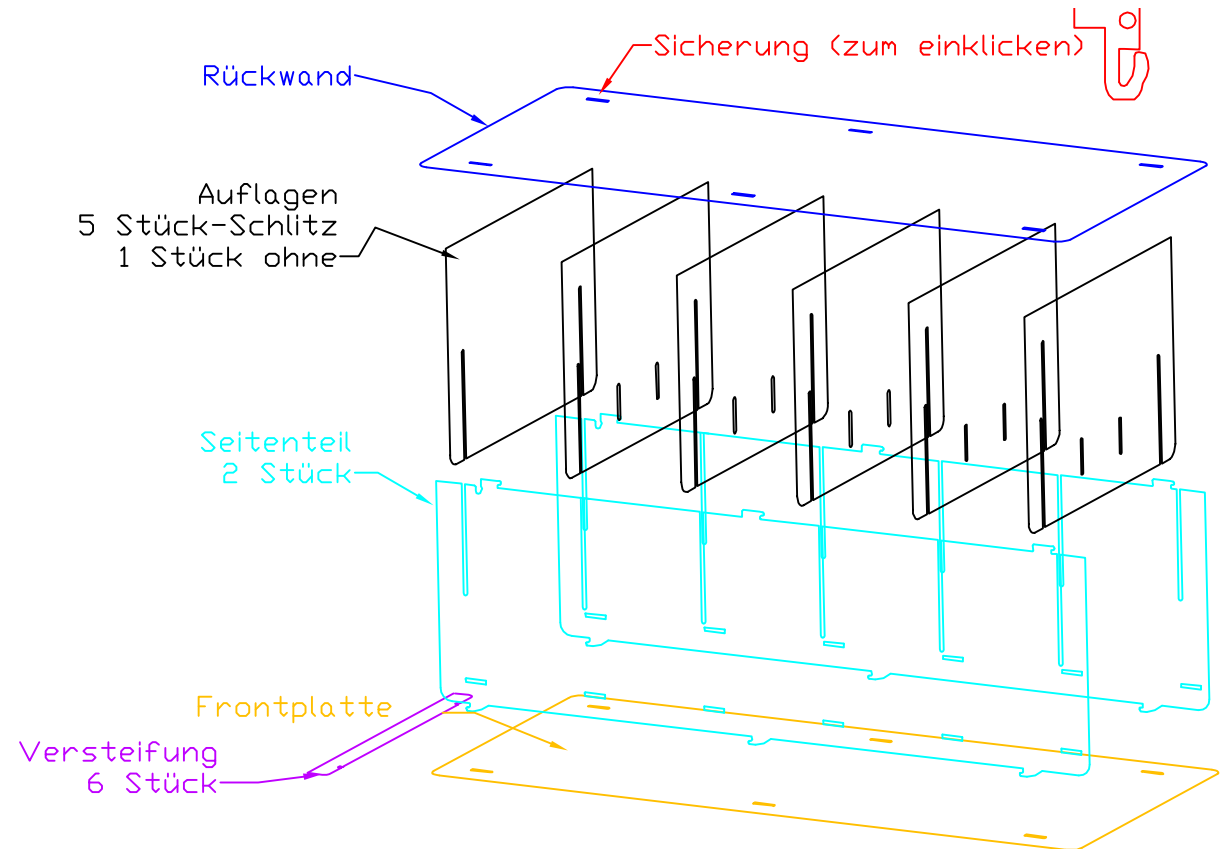 Sicherung (zum einklicken)
Rückwand
Auflagen
5 Stück-Schlitz
1 Stück ohne
Seitenteil
2 Stück
Frontplatte
Versteifung
6 Stück